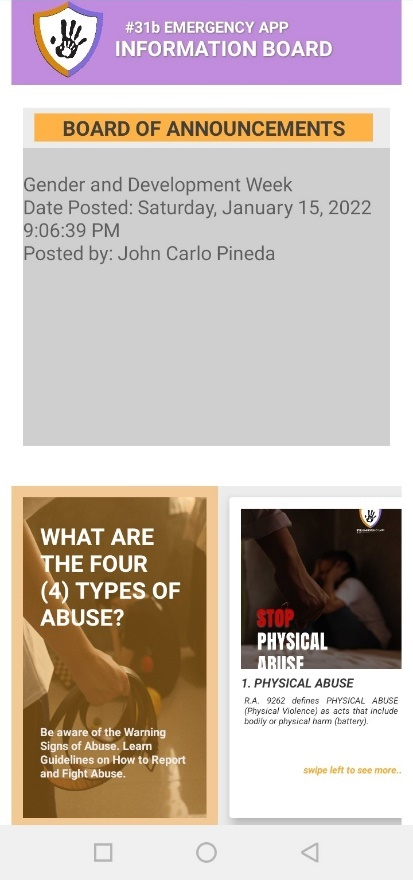 #31b EMERGENCY APP
INFORMATION BOARD
BOARD OF ANNOUNCEMENTS
Gender and Development Week
Date Posted: Saturday, January 15, 2022
9:06:39 PM
Posted by: John Carlo Pineda
WHAT ARE
THE FOUR
(4) TYPES OF
ABUSE?
Be aware of the Warning
Signs of Abuse. Learn
Guidelines on How to Report
and Fight Abuse.
STOP
PHYSICAL
ABUSE
1. PHYSICAL ABUSE
R.A. 9262 defines PHYSICAL ABUSE
(Physical Violence) as acts that include
bodily or physical harm (battery).
swipe left to see more..